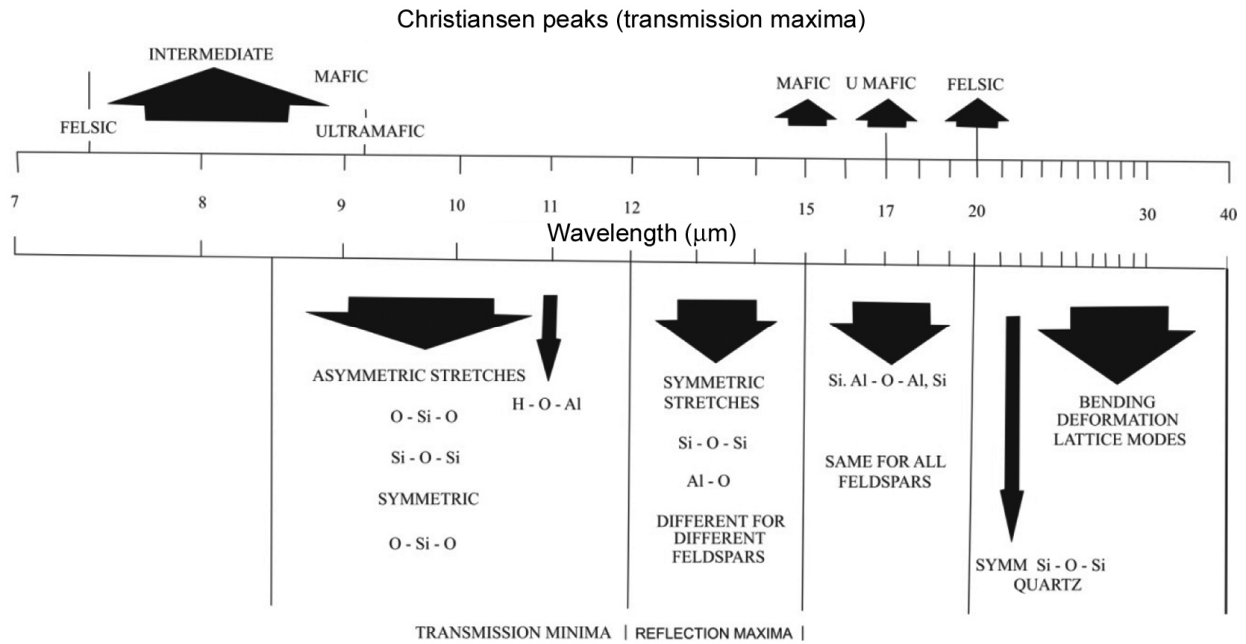 Christiansen peaks (transmission maxima)
INTERMEDIATE
MAFIC
FELSIC
ULTRAMAFIC
MAFIC U MAFIC FELSIC
7 8 9 10 11 12 15 17 20 30 40
Wavelength (μm)
ASYMMETRIC STRETCHES
O - Si - O
Si - O - Si
SYMMETRIC
O - Si - O
H - O - Al
SYMMETRIC
STRETCHES
Si - O - Si
Al - O
DIFFERENT FOR
DIFFERENT
FELDSPARS
Si. Al - O - Al, Si
SAME FOR ALL
FELDSPARS
SYMM Si - O - Si
QUARTZ
BENDING
DEFORMATION
LATTICE MODES
TRANSMISSION MINIMA | REFLECTION MAXIMA |